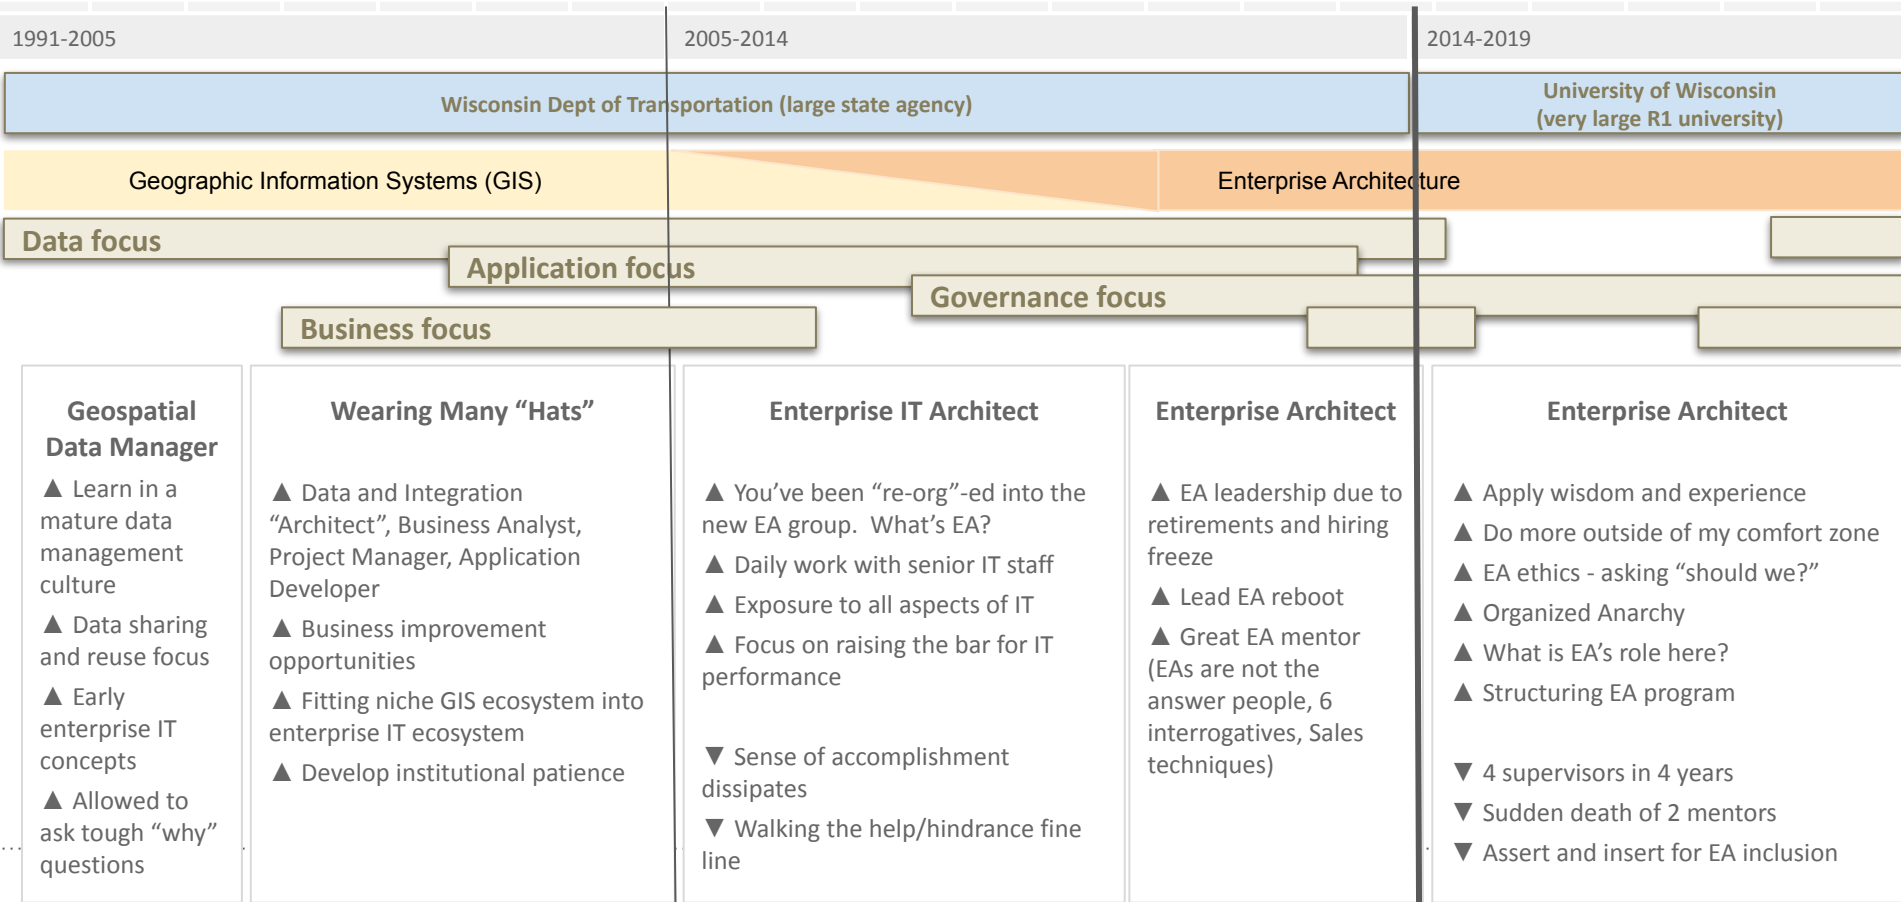 1991-2005
2005-2014
2014-2019
Wisconsin Dept of Transportation (large state agency)
University of Wisconsin
(very large R1 university)
Geographic Information Systems (GIS)
Enterprise Architecture
Data focus
Application focus
Governance focus
Business focus
Geospatial
Data Manager
▲ Learn in a
mature data
management
culture
▲ Data sharing
and reuse focus
▲ Early
enterprise IT
concepts
▲ Allowed to
ask tough “why”
questions
Wearing Many “Hats”
▲ Data and Integration
“Architect”, Business Analyst,
Project Manager, Application
Developer
▲ Business improvement
opportunities
▲ Fitting niche GIS ecosystem into
enterprise IT ecosystem
▲ Develop institutional patience
Enterprise IT Architect
▲ You’ve been “re-org”-ed into the
new EA group.  What’s EA?
▲ Daily work with senior IT staff
▲ Exposure to all aspects of IT
▲ Focus on raising the bar for IT
performance
▼ Sense of accomplishment
dissipates
▼ Walking the help/hindrance fine
line
Enterprise Architect
▲ EA leadership due to
retirements and hiring
freeze
▲ Lead EA reboot
▲ Great EA mentor
(EAs are not the
answer people, 6
interrogatives, Sales
techniques)
Enterprise Architect
▲ Apply wisdom and experience
▲ Do more outside of my comfort zone
▲ EA ethics - asking “should we?”
▲ Organized Anarchy
▲ What is EA’s role here?
▲ Structuring EA program
▼ 4 supervisors in 4 years
▼ Sudden death of 2 mentors
▼ Assert and insert for EA inclusion